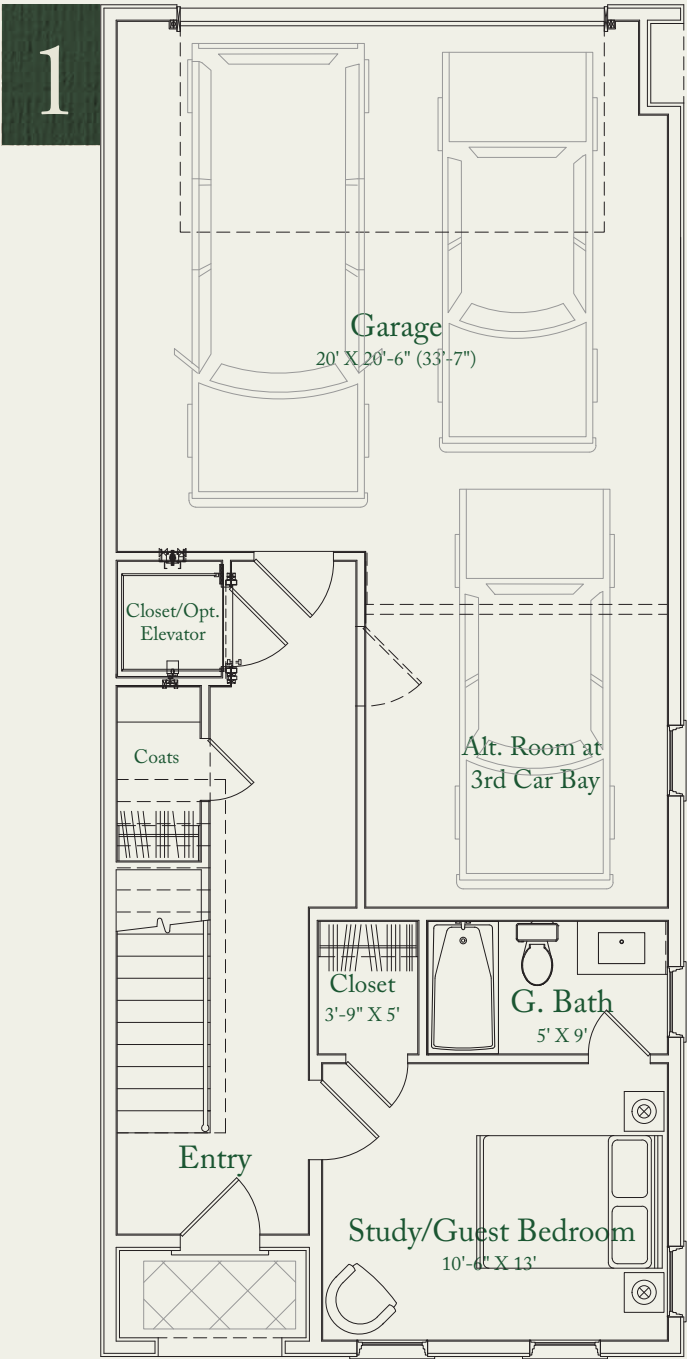 1
Garage
20' X 20'-6" (33'-7")
Closet/Opt.
Elevator
Coats
Alt. Room at
3rd Car Bay
Closet
3'-9" X 5'
G. Bath
5' X 9'
Entry
Study/Guest Bedroom
10'-6" X 13'